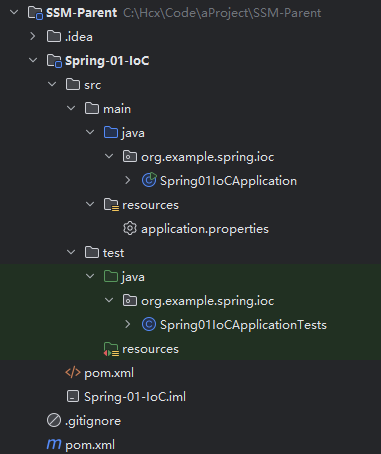 SSM-Parent C:\Hcx\Code\aProject\SSM-Parent
.idea
Spring-01-IoC
src
main
java
org.example.spring.ioc
Spring01IoCApplication
resources
application.properties
test
java
org.example.spring.ioc
Spring01IoCApplicationTests
resources
pom.xml
Spring-01-IoC.iml
.gitignore
pom.xml